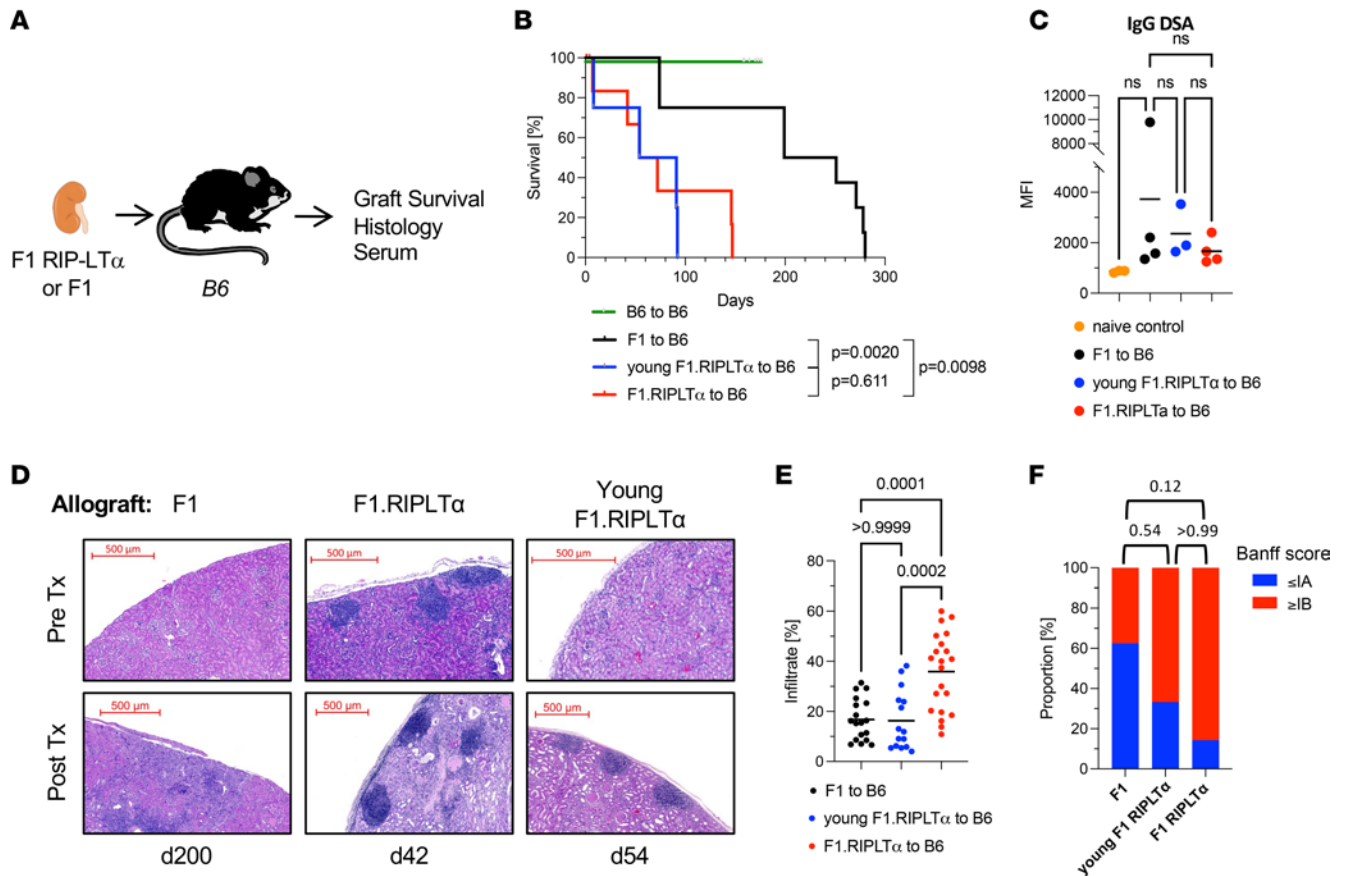 A
F1 RIP-LTα
or F1
B6
Graft Survival
Histology
Serum
B
Survival [%]
100
80
60
40
20
0
0
100
200
300
Days
B6 to B6
F1 to B6
young F1.RIPLTα to B6
F1.RIPLTα to B6
p=0.0020
p=0.611
p=0.0098
C
IgG DSA
ns
ns
ns
ns
MFI
12000
10000
8000
4000
2000
0
naive control
F1 to B6
young F1.RIPLTα to B6
F1.RIPLTa to B6
D
Allograft:
F1
F1.RIPLTα
Young
F1.RIPLTα
Pre Tx
500 µm
500 µm
500 µm
Post Tx
500 µm
500 µm
500 µm
d200
d42
d54
E
0.0001
>0.9999
0.0002
Infiltrate [%]
80
60
40
20
0
F1 to B6
young F1.RIPLTα to B6
F1.RIPLTα to B6
F
0.12
0.54
>0.99
Banff score
≤IA
≥IB
Proportion [%]
100
80
60
40
20
0
F1
young F1 RIPLTα
F1 RIPLTα